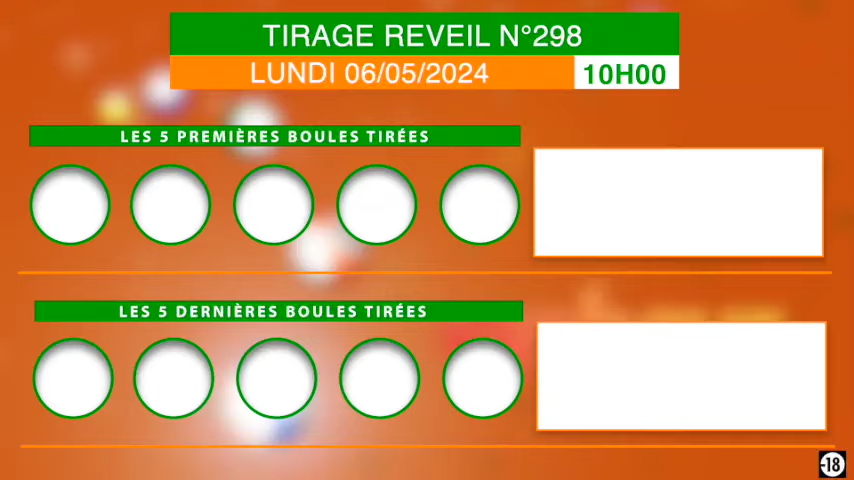 TIRAGE REVEIL N°298
LUNDI 06/05/2024
10H00
LES 5 PREMIÈRES BOULES TIRÉES
LES 5 DERNIÈRES BOULES TIRÉES
-18